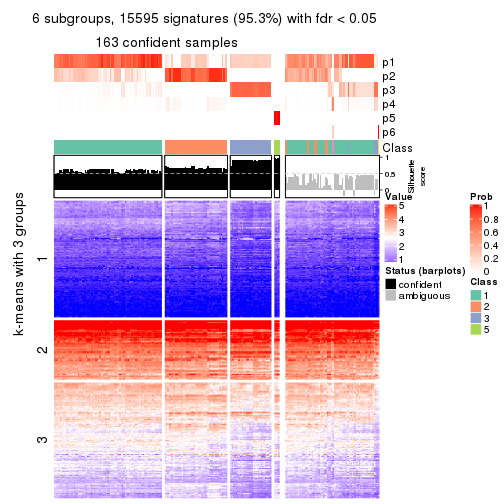 6 subgroups, 15595 signatures (95.3%) with fdr < 0.05
163 confident samples
p1
p2
p3
p4
p5
p6
Class
1
0.5
0
Silhouette
score
k-means with 3 groups
1
2
3
Value
5
4
3
2
1
Status (barplots)
confident
ambiguous
Prob
1
0.8
0.6
0.4
0.2
0
Class
1
2
3
5